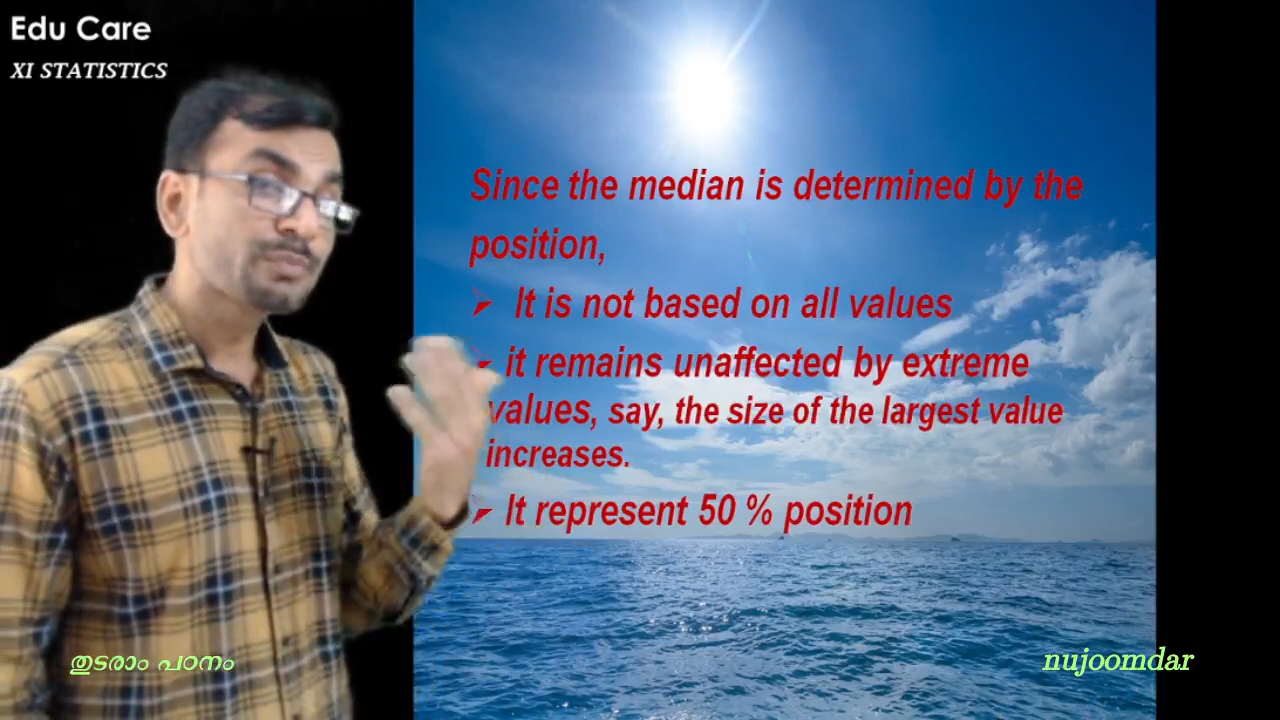 Edu Care
XI STATISTICS
Since the median is determined by the
position,
➢ It is not based on all values
➢ it remains unaffected by extreme
values, say, the size of the largest value
increases.
➢ It represent 50 % position
തുടരാം പഠനം
nujoomdar